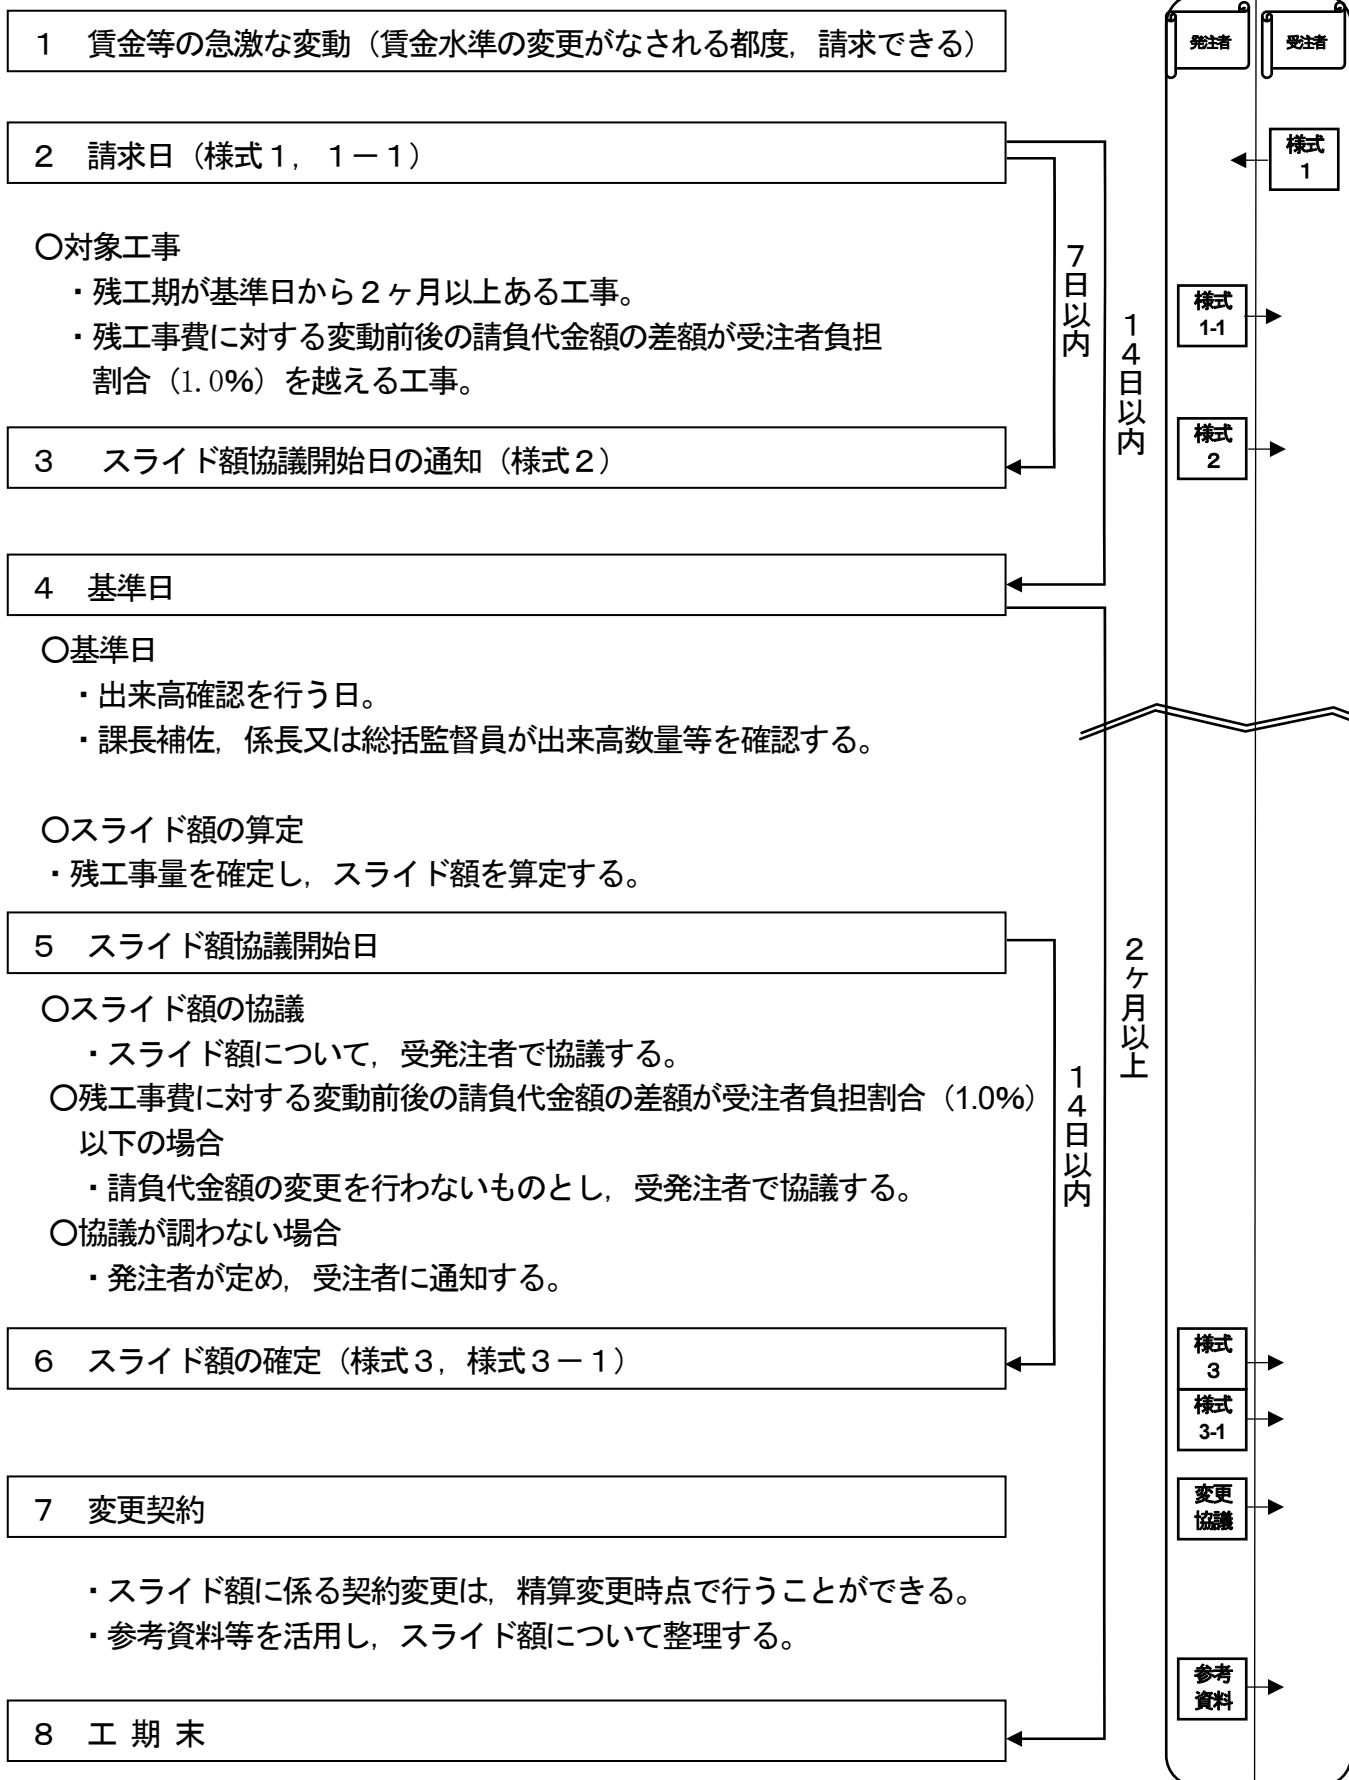 1 賃金等の急激な変動（賃金水準の変更がなされる都度，請求できる）
発注者
受注者
2 請求日（様式１，１－１）
様式
1
○対象工事
・残工期が基準日から２ヶ月以上ある工事。
・残工事費に対する変動前後の請負代金額の差額が受注者負担
割合（1.0%）を越える工事。
7日以内
14日以内
様式
1-1
3 スライド額協議開始日の通知（様式２）
様式
2
4 基準日
○基準日
・出来高確認を行う日。
・課長補佐，係長又は総括監督員が出来高数量等を確認する。
○スライド額の算定
・残工事量を確定し，スライド額を算定する。
5 スライド額協議開始日
○スライド額の協議
・スライド額について，受発注者で協議する。
○残工事費に対する変動前後の請負代金額の差額が受注者負担割合（1.0%）
以下の場合
・請負代金額の変更を行わないものとし，受発注者で協議する。
○協議が調わない場合
・発注者が定め，受注者に通知する。
14日以内
2ヶ月以上
6 スライド額の確定（様式３，様式３－１）
様式
3
様式
3-1
7 変更契約
変更
協議
・スライド額に係る契約変更は，精算変更時点で行うことができる。
・参考資料等を活用し，スライド額について整理する。
参考
資料
8 工 期 末